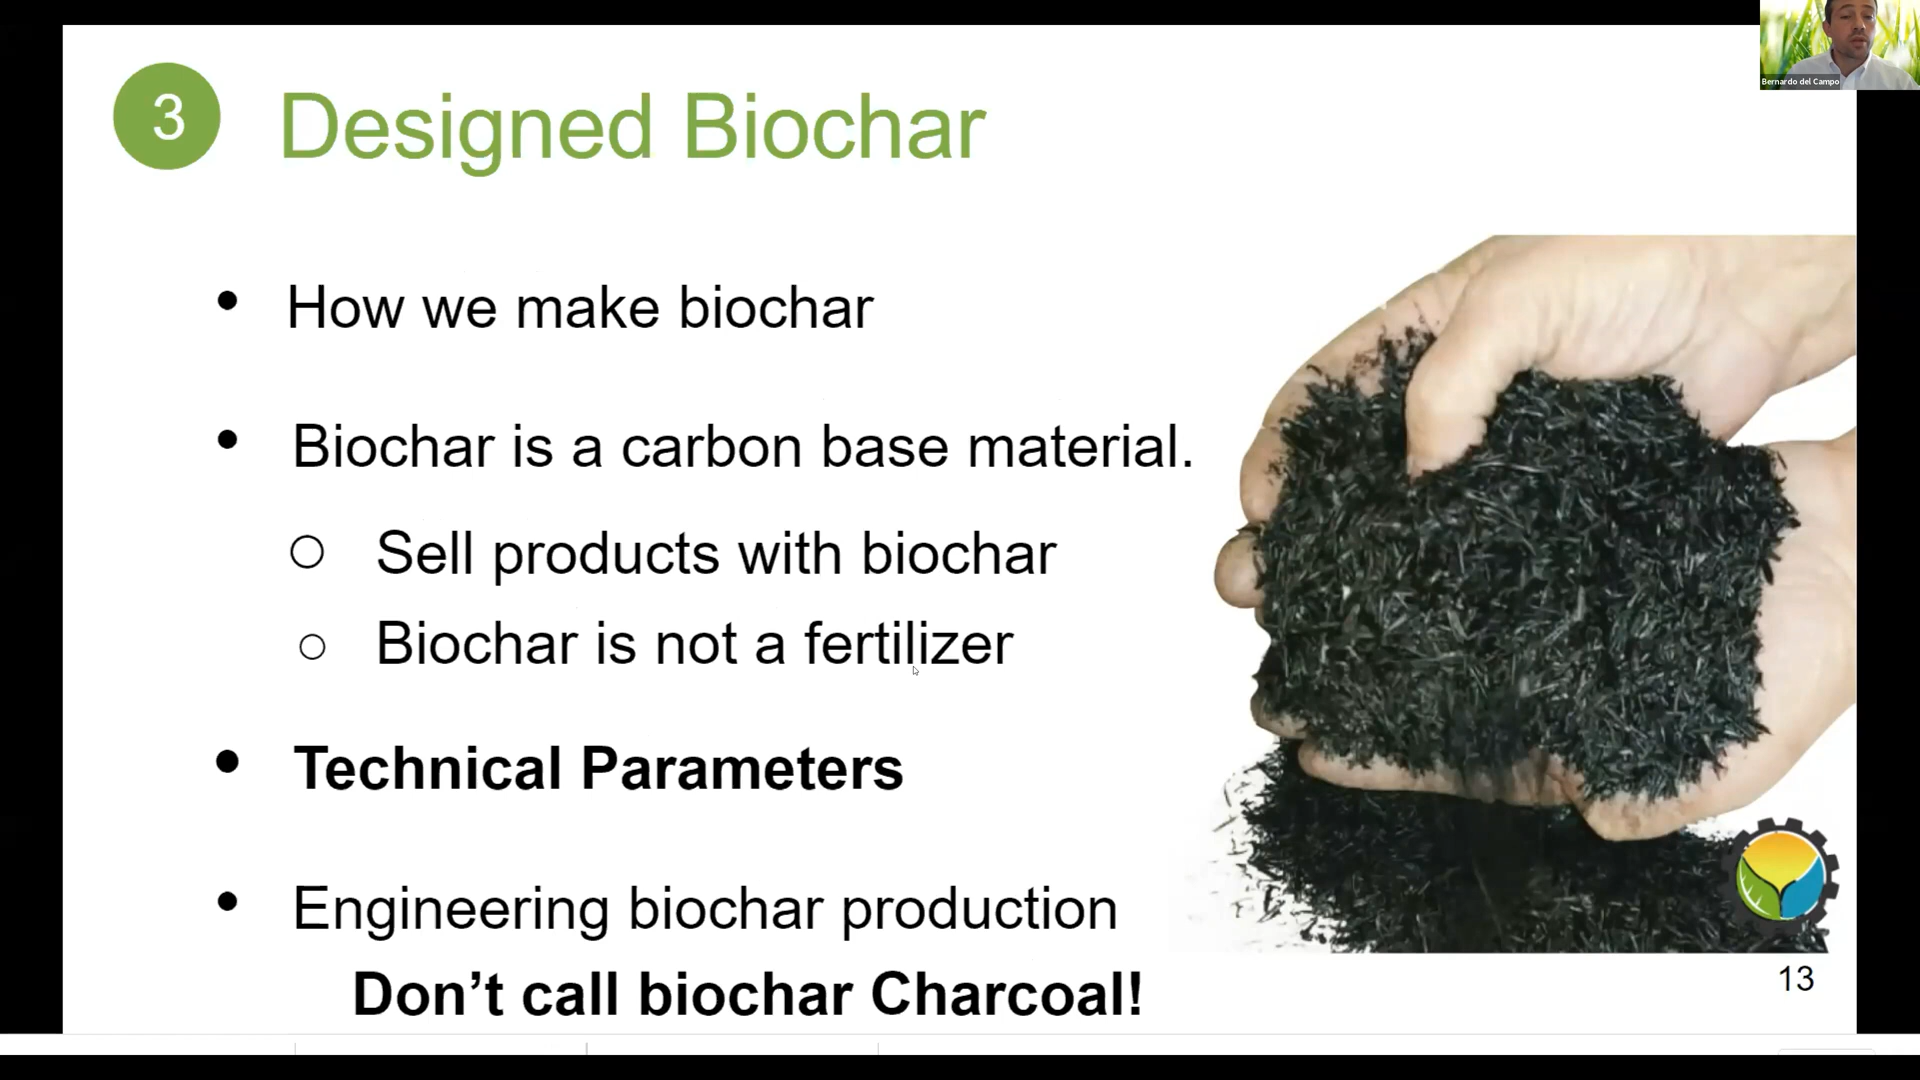 Bernardo del Campo
3
Designed Biochar
• How we make biochar
• Biochar is a carbon base material.
○ Sell products with biochar
○ Biochar is not a fertilizer
• Technical Parameters
• Engineering biochar production
Don’t call biochar Charcoal!
13